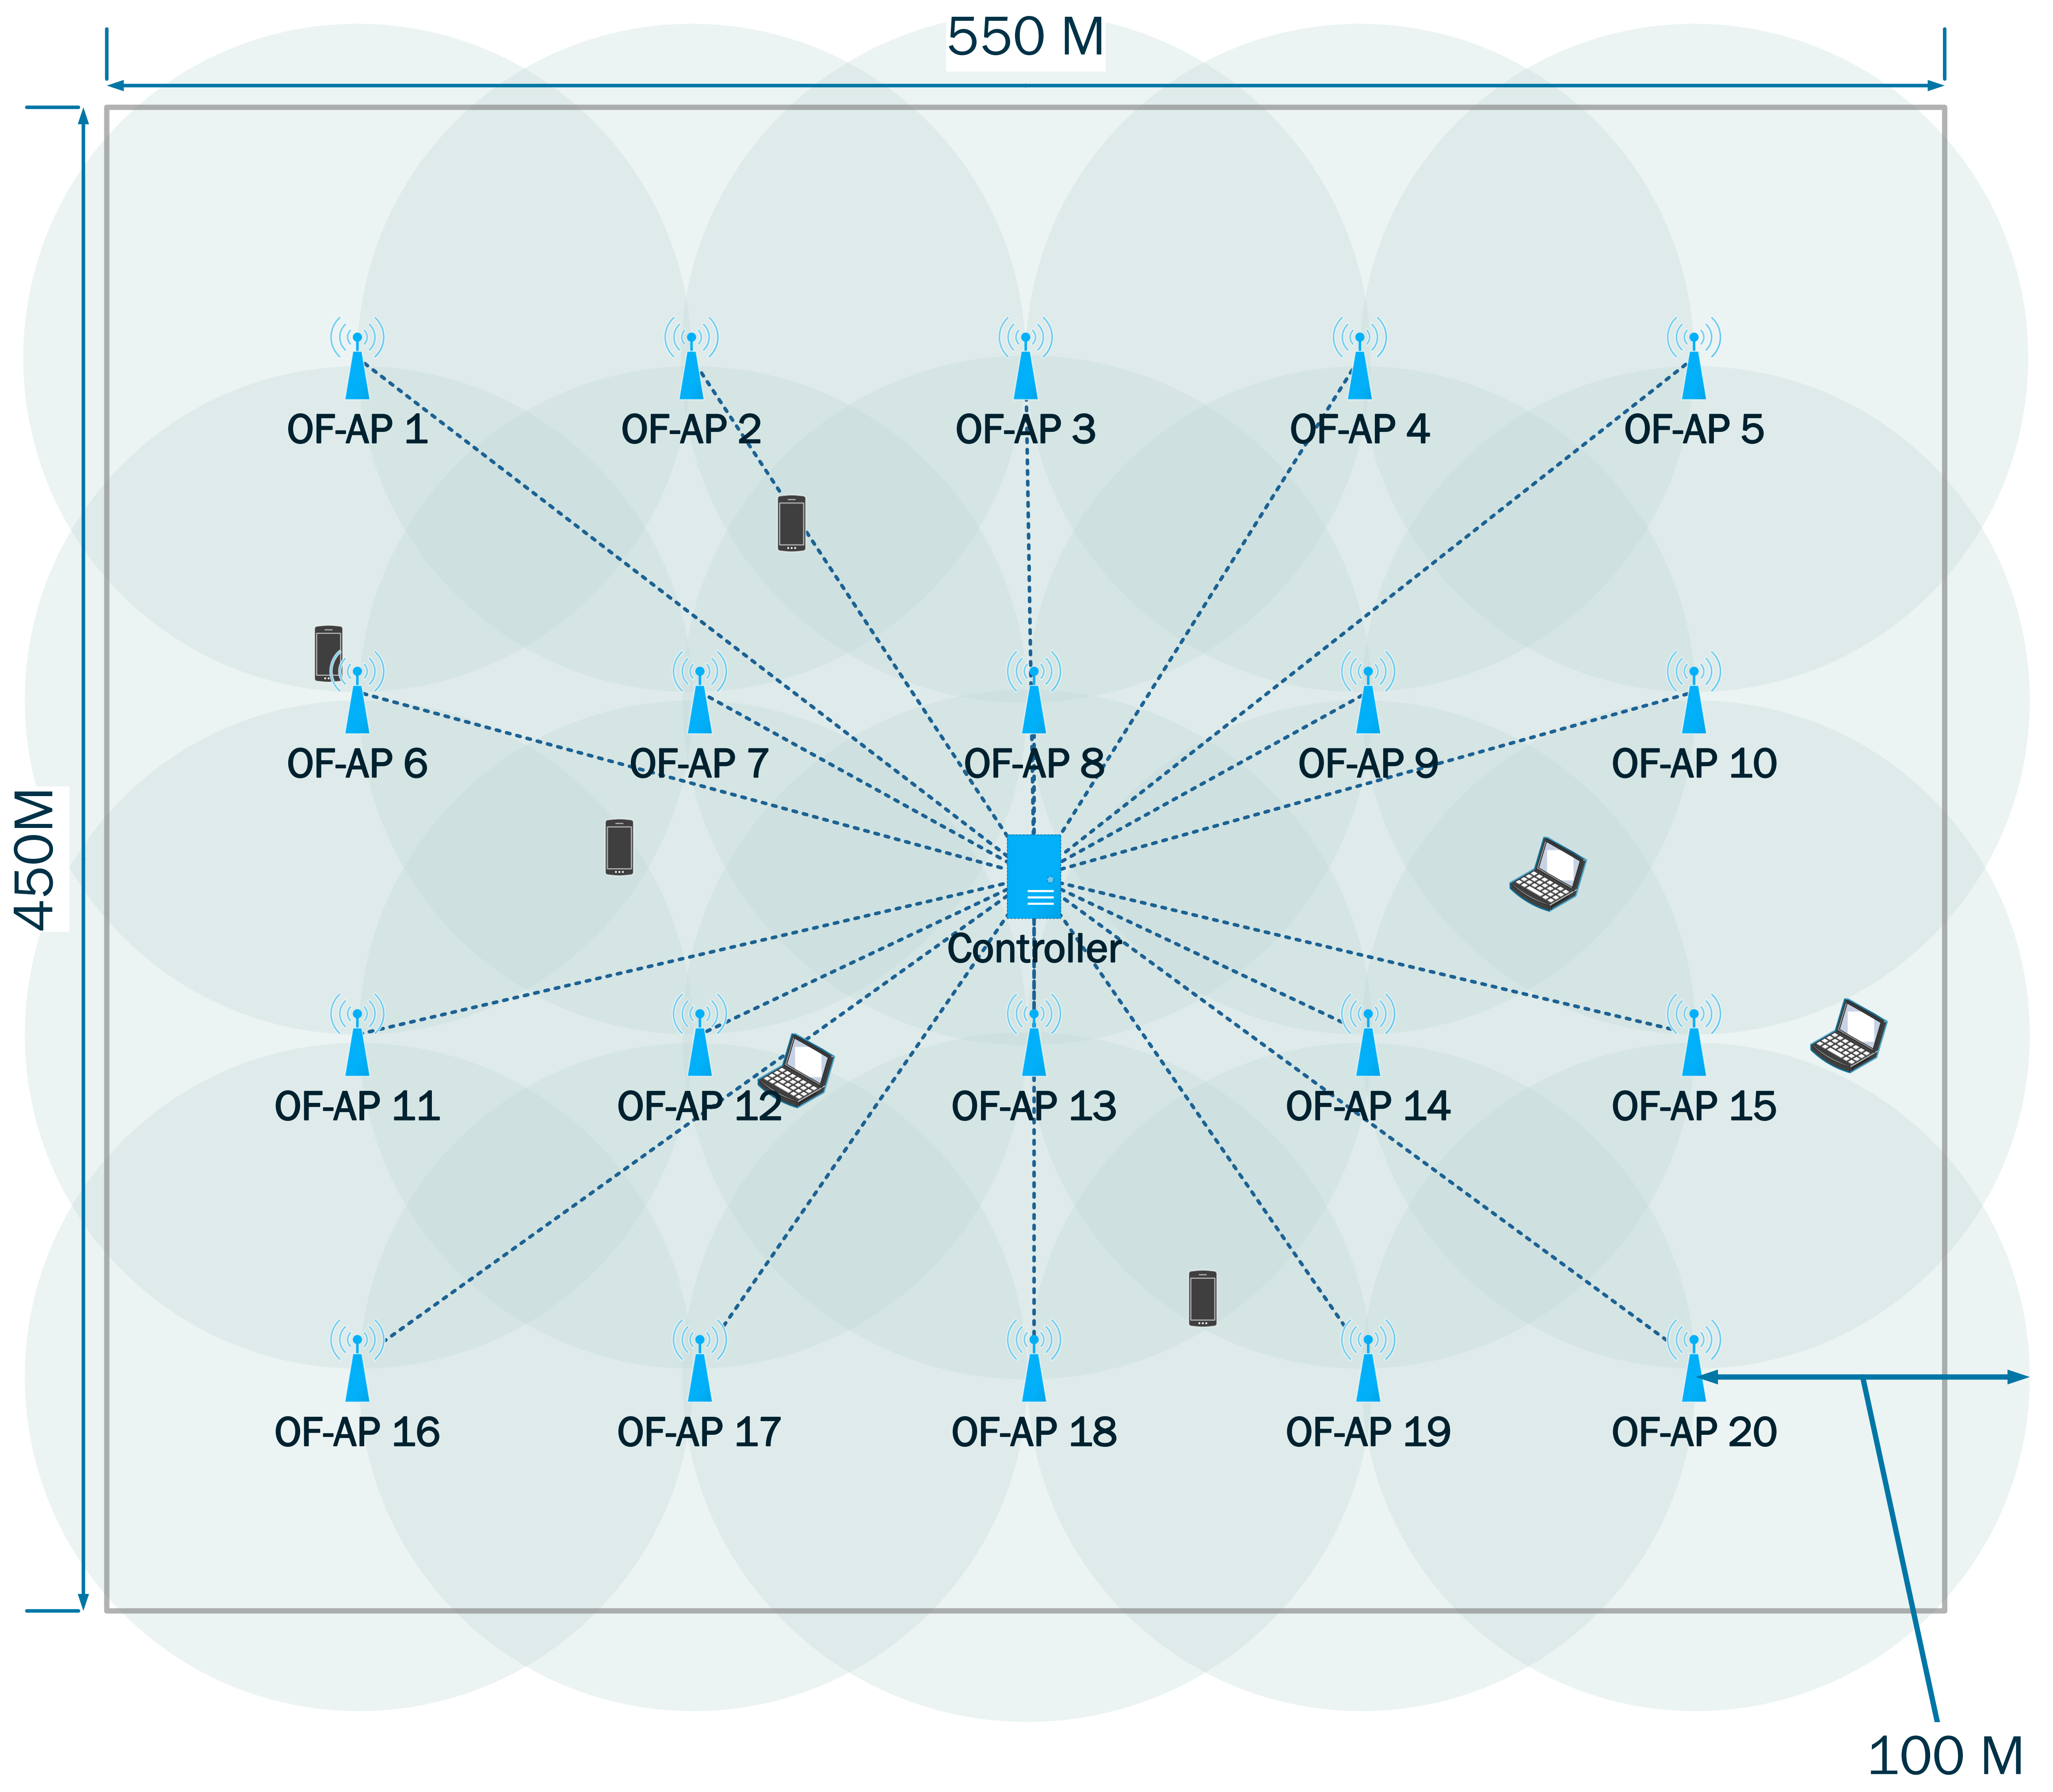 550 M
OF-AP 1
OF-AP 2
OF-AP 3
OF-AP 4
OF-AP 5
OF-AP 6
OF-AP 7
OF-AP 8
OF-AP 9
OF-AP 10
450M
Controller
OF-AP 11
OF-AP 12
OF-AP 13
OF-AP 14
OF-AP 15
OF-AP 16
OF-AP 17
OF-AP 18
OF-AP 19
OF-AP 20
100 M